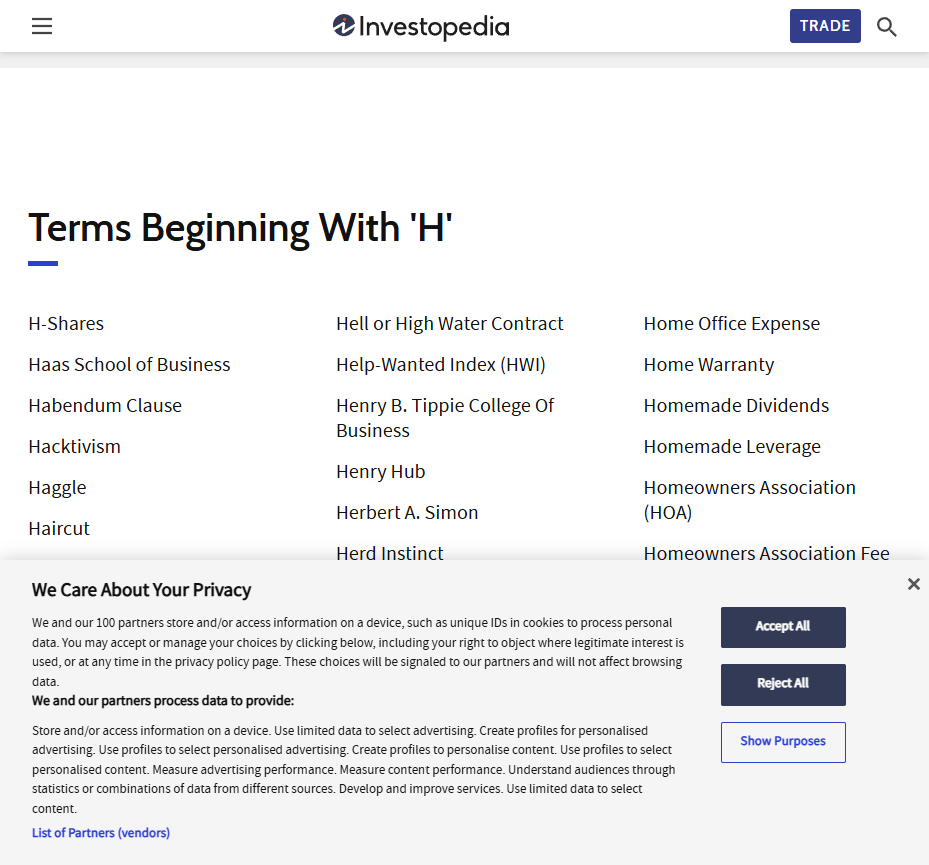 Investopedia
TRADE
Terms Beginning With 'H'
H-Shares
Haas School of Business
Habendum Clause
Hacktivism
Haggle
Haircut
Hell or High Water Contract
Help-Wanted Index (HWI)
Henry B. Tippie College Of
Business
Henry Hub
Herbert A. Simon
Herd Instinct
Home Office Expense
Home Warranty
Homemade Dividends
Homemade Leverage
Homeowners Association
(HOA)
Homeowners Association Fee
We Care About Your Privacy
We and our 100 partners store and/or access information on a device, such as unique IDs in cookies to process personal
data. You may accept or manage your choices by clicking below, including your right to object where legitimate interest is
used, or at any time in the privacy policy page. These choices will be signaled to our partners and will not affect browsing
data.
We and our partners process data to provide:
Store and/or access information on a device. Use limited data to select advertising. Create profiles for personalised
advertising. Use profiles to select personalised advertising. Create profiles to personalise content. Use profiles to select
personalised content. Measure advertising performance. Measure content performance. Understand audiences through
statistics or combinations of data from different sources. Develop and improve services. Use limited data to select
content.
List of Partners (vendors)
Accept All
Reject All
Show Purposes